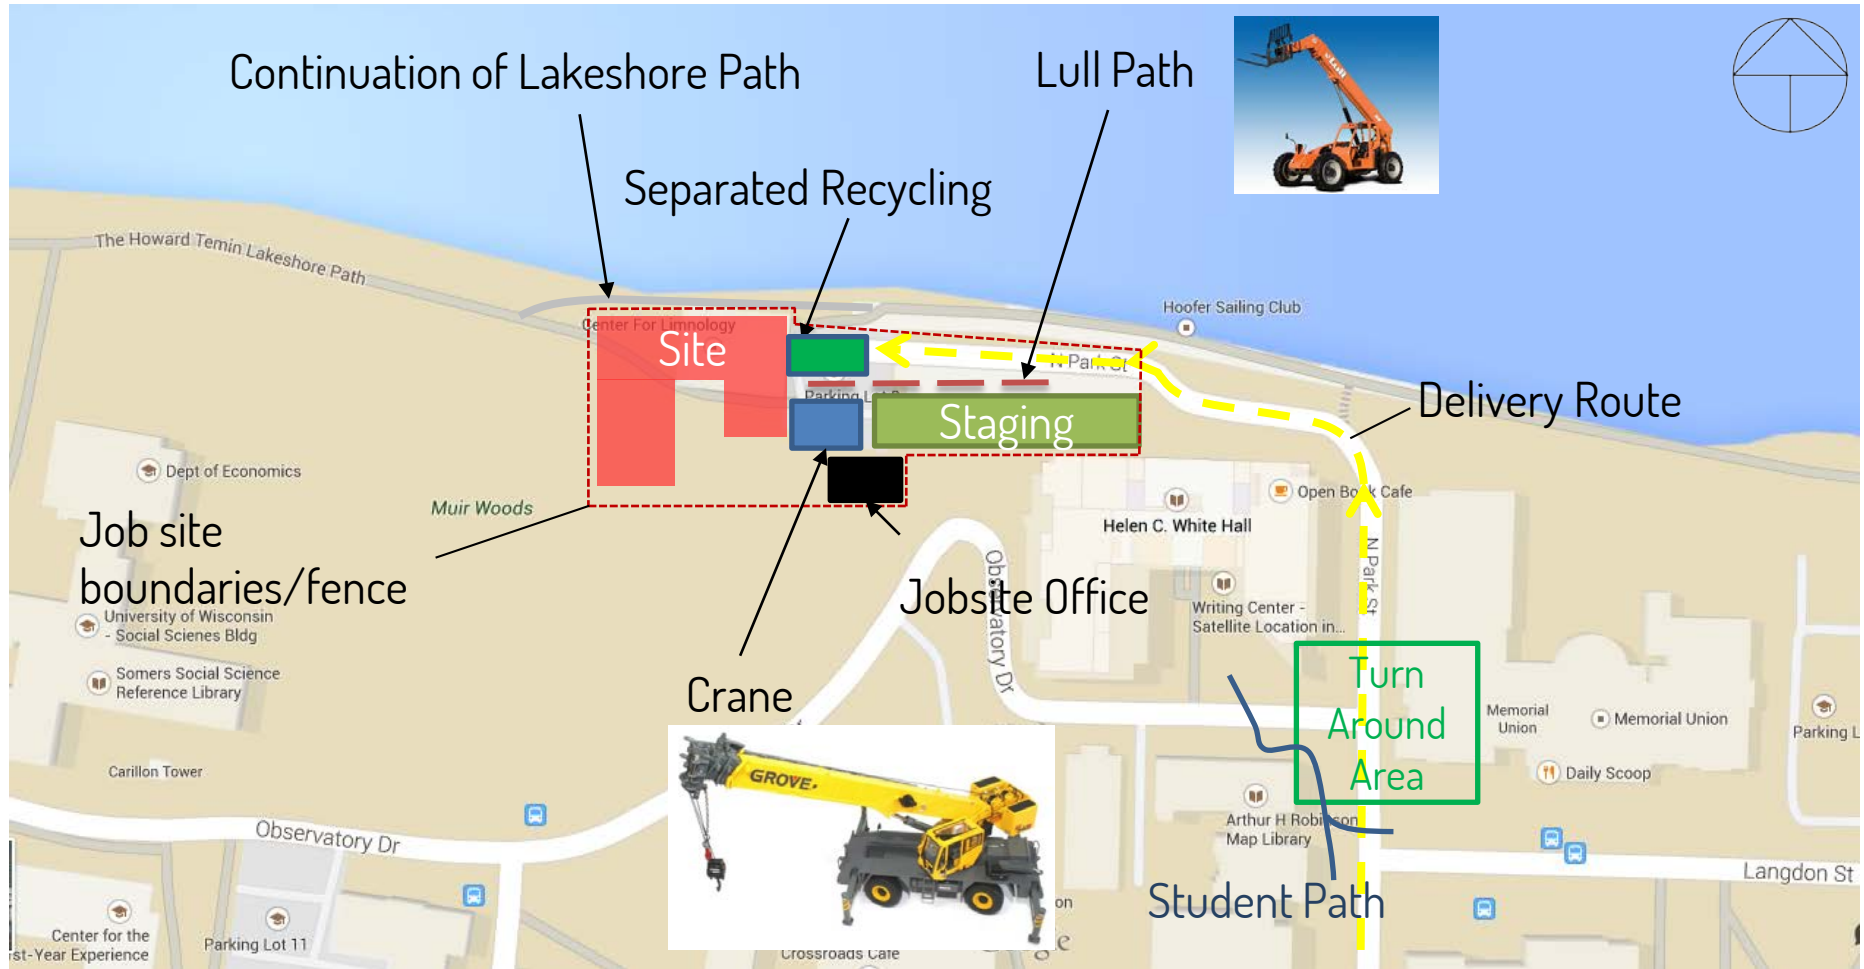 Continuation of Lakeshore Path
Lull Path
Lull
Separated Recycling
The Howard Temin Lakeshore Path
Hoofer Sailing Club
Center For Limnology
Site
N Park St
Parking Lot
Staging
Delivery Route
Dept of Economics
Muir Woods
Open Book Cafe
Helen C. White Hall
Job site
boundaries/fence
Observatory Dr
N Park St
Jobsite Office
University of Wisconsin
- Social Scienes Bldg
Writing Center -
Satellite Location in...
Somers Social Science
Reference Library
Crane
Turn
Around
Area
Memorial
Union
Memorial Union
Parking L
Carillon Tower
GROVE
Daily Scoop
Arthur H Robinson
Map Library
Observatory Dr
Langdon St
Student Path
on
Center for the
rst-Year Experience
Parking Lot 11
Crossroads Cafe